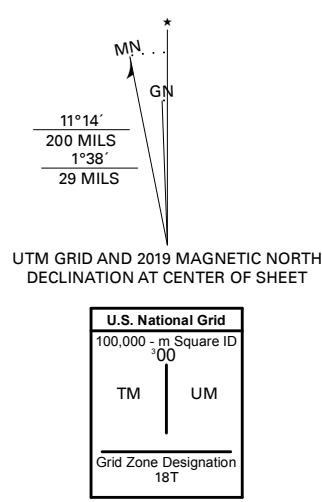 ★
MN
GN
11°14´
200 MILS
1°38´
29 MILS
UTM GRID AND 2019 MAGNETIC NORTH
DECLINATION AT CENTER OF SHEET
U.S. National Grid
100,000 - m Square ID
³00
TM UM
Grid Zone Designation
18T